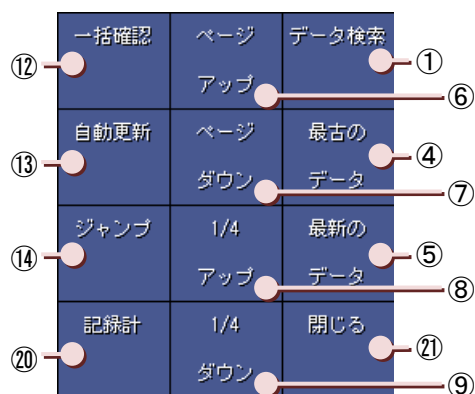 一括確認 ページ データ検索
⑫ ①
アップ
⑥
自動更新 ページ 最古の
⑬ ④
ダウン データ
⑦
ジャンプ 1/4 最新の
⑭ ⑤
アップ データ
⑧
記録計 1/4 閉じる
⑳ ㉑
ダウン
⑨